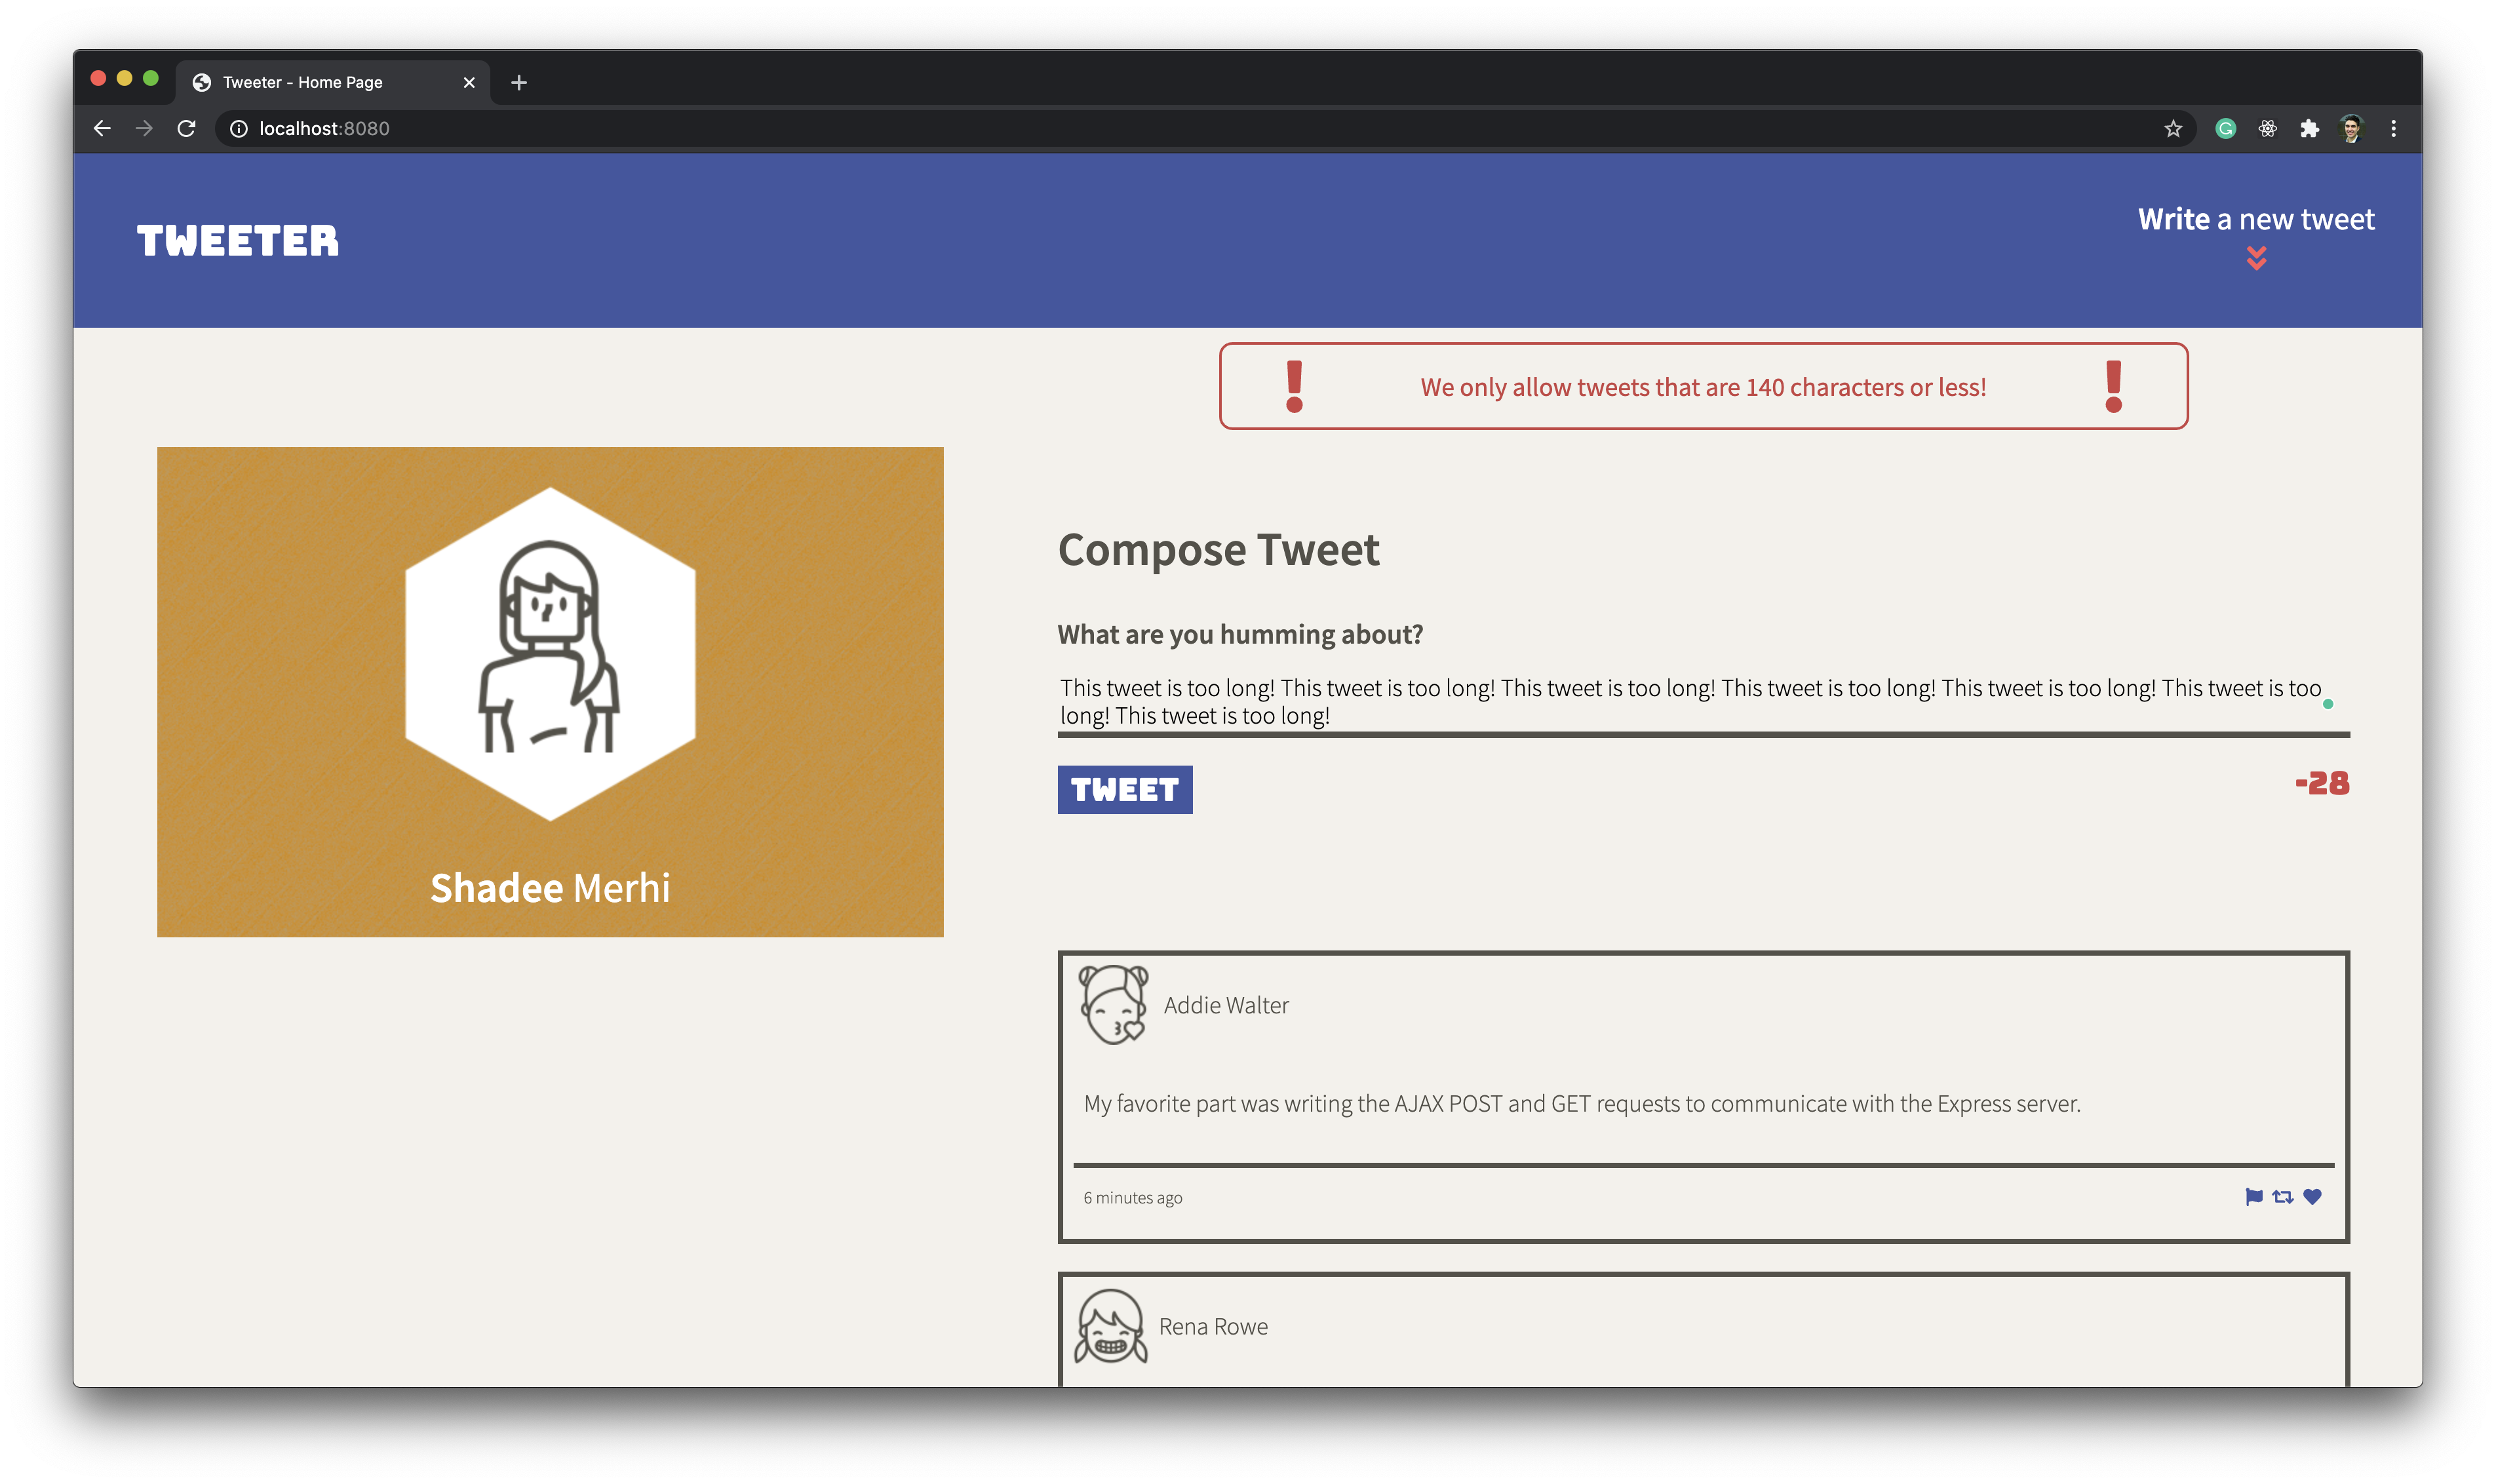 Tweeter - Home Page
localhost:8080
TWEETER
Write a new tweet
We only allow tweets that are 140 characters or less!
Shadee Merhi
Compose Tweet
What are you humming about?
This tweet is too long! This tweet is too long! This tweet is too long! This tweet is too long! This tweet is too long! This tweet is too
long! This tweet is too long!
TWEET
-28
Addie Walter
My favorite part was writing the AJAX POST and GET requests to communicate with the Express server.
6 minutes ago
Rena Rowe